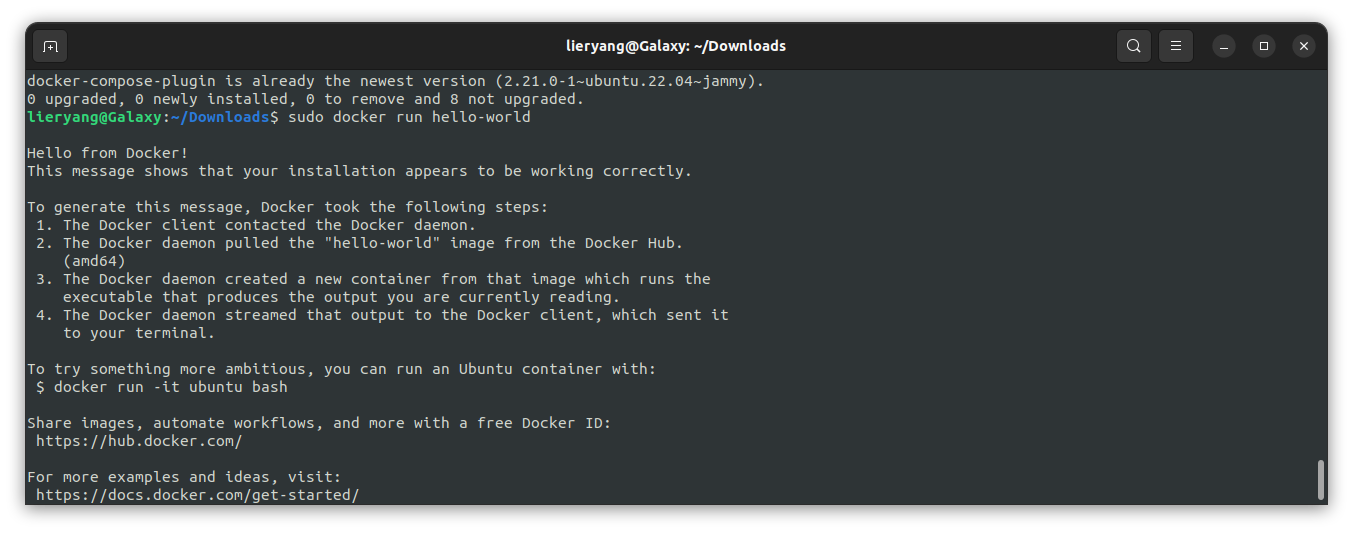 lieryang@Galaxy: ~/Downloads
docker-compose-plugin is already the newest version (2.21.0-1~ubuntu.22.04~jammy).
0 upgraded, 0 newly installed, 0 to remove and 8 not upgraded.
lieryang@Galaxy:~/Downloads$ sudo docker run hello-world

Hello from Docker!
This message shows that your installation appears to be working correctly.

To generate this message, Docker took the following steps:
 1. The Docker client contacted the Docker daemon.
 2. The Docker daemon pulled the "hello-world" image from the Docker Hub.
    (amd64)
 3. The Docker daemon created a new container from that image which runs the
    executable that produces the output you are currently reading.
 4. The Docker daemon streamed that output to the Docker client, which sent it
    to your terminal.

To try something more ambitious, you can run an Ubuntu container with:
 $ docker run -it ubuntu bash

Share images, automate workflows, and more with a free Docker ID:
 https://hub.docker.com/

For more examples and ideas, visit:
 https://docs.docker.com/get-started/